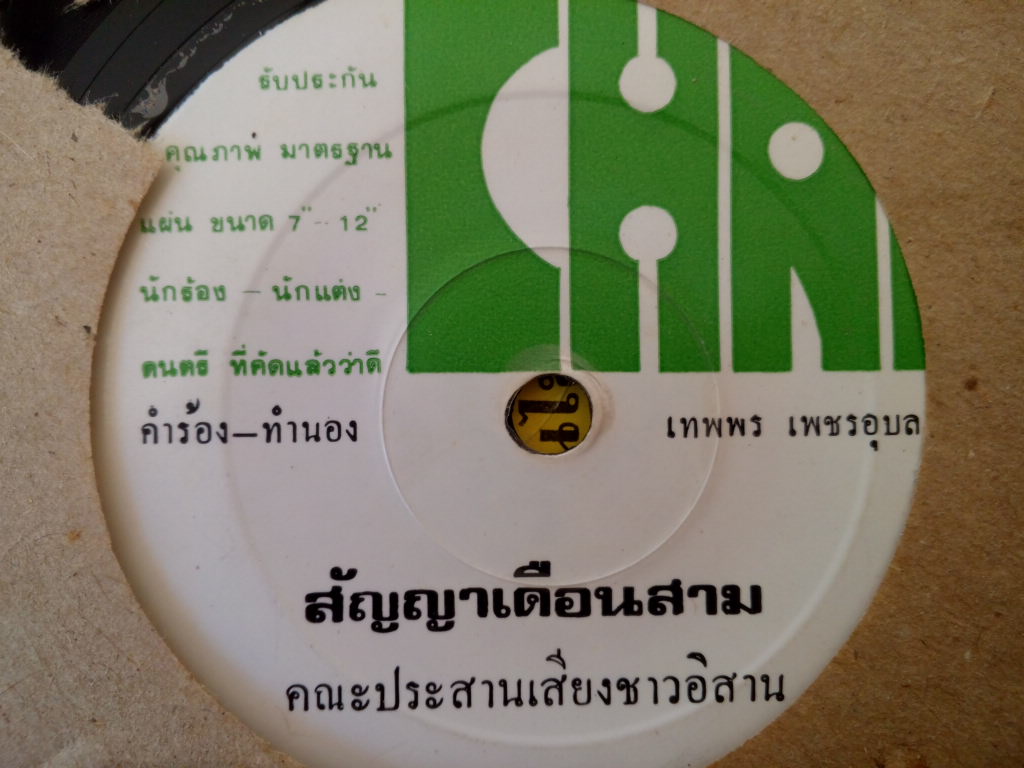 รับประกัน
คุณภาพ มาตรฐาน
แผ่น ขนาด 7" - 12"
นักร้อง - นักแต่ง -
ดนตรี ที่คัดแล้วว่าดี
คำร้อง—ทำนอง เทพพร เพชรอุบล
สัญญาเดือนสาม
คณะประสานเสียงชาวอิสาน